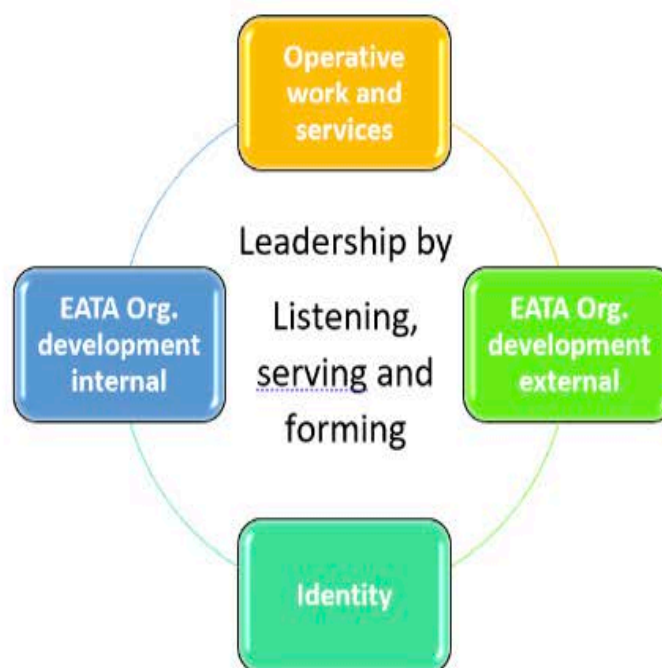 Operative
work and
services
Leadership by
Listening,
serving and
forming
EATA Org.
development
internal
EATA Org.
development
external
Identity